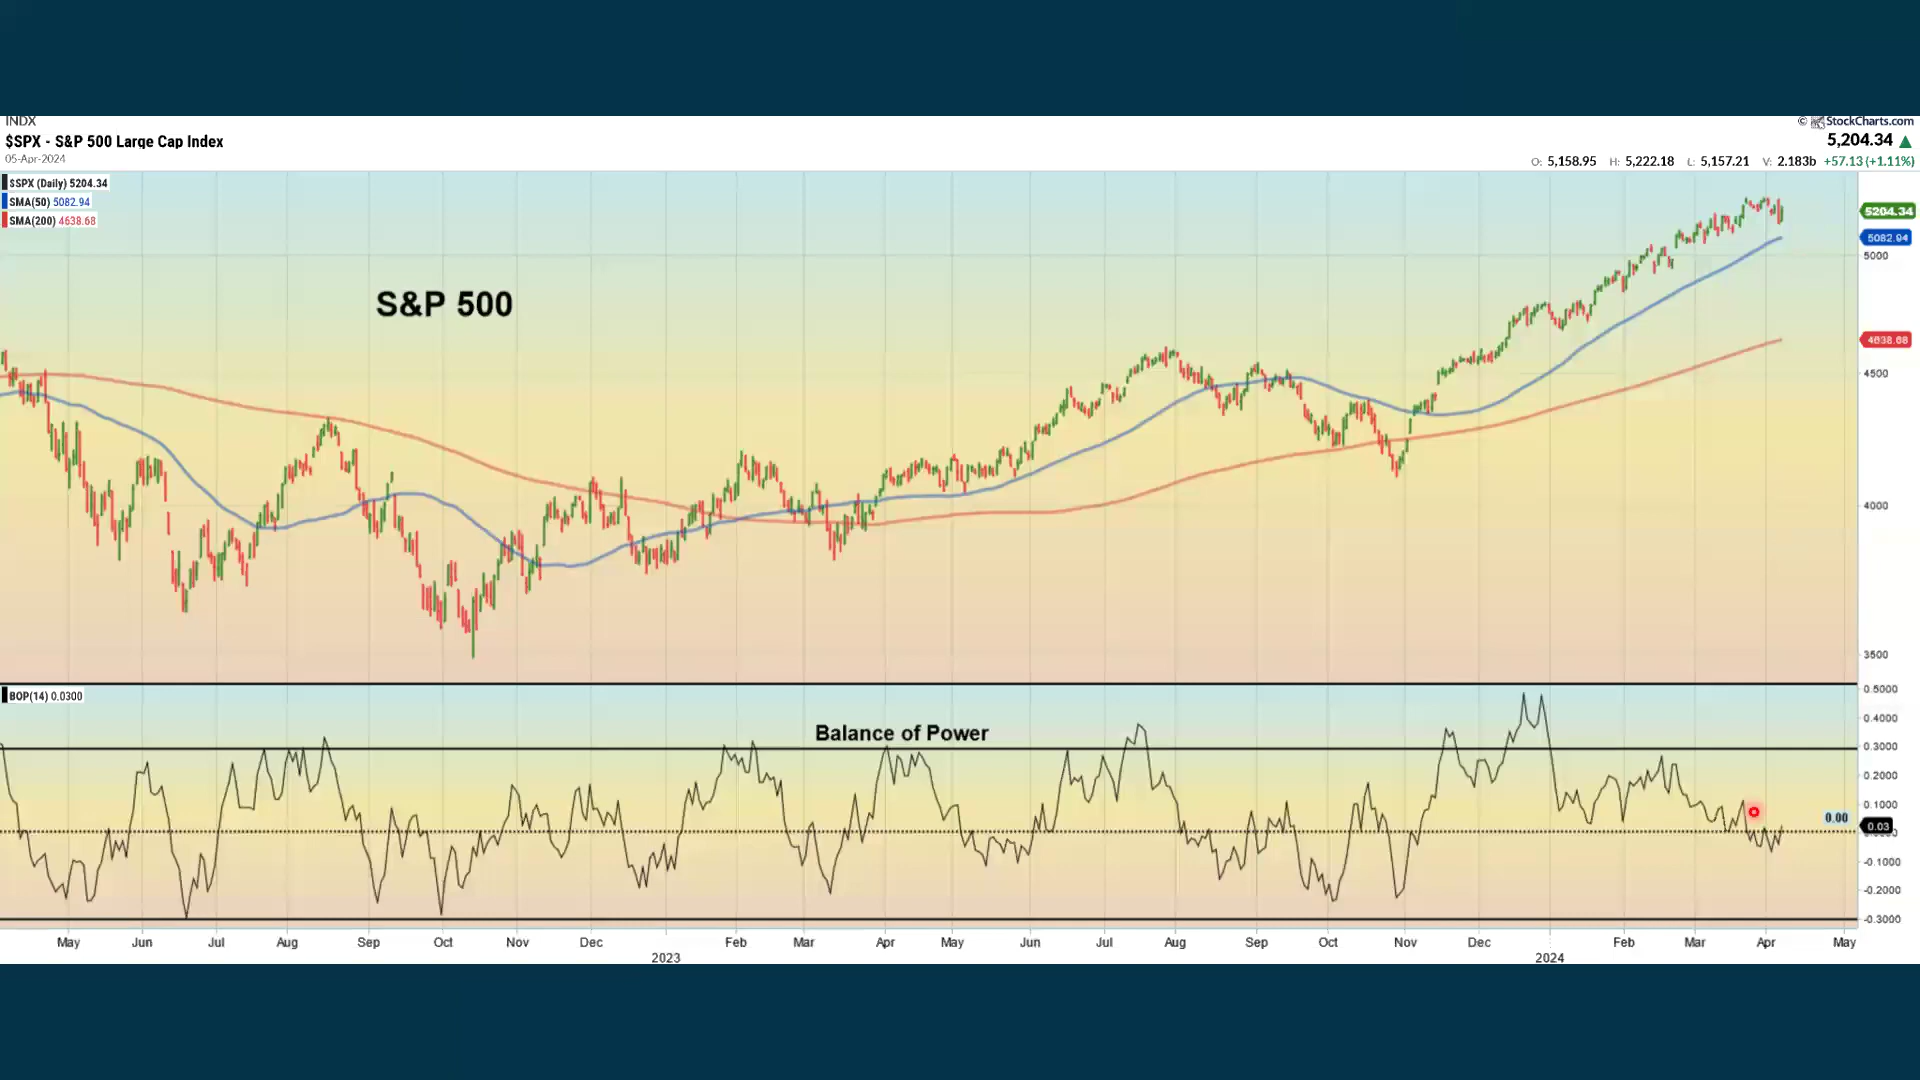 INDX
© StockCharts.com
$SPX - S&P 500 Large Cap Index
5,204.34 ▲
05-Apr-2024
O: 5,158.95 H: 5,222.18 L: 5,157.21 V: 2.183b +57.13 (+1.11%)
$SPX (Daily) 5204.34
SMA(50) 5082.94
SMA(200) 4638.68
S&P 500
5204.34
5082.94
5000
4638.68
4500
4000
3500
BOP(14) 0.0300
Balance of Power
0.5000
0.4000
0.3000
0.2000
0.1000
0.00
0.03
-0.1000
-0.2000
-0.3000
May Jun Jul Aug Sep Oct Nov Dec Feb Mar Apr May Jun Jul Aug Sep Oct Nov Dec Feb Mar Apr May
2023 2024